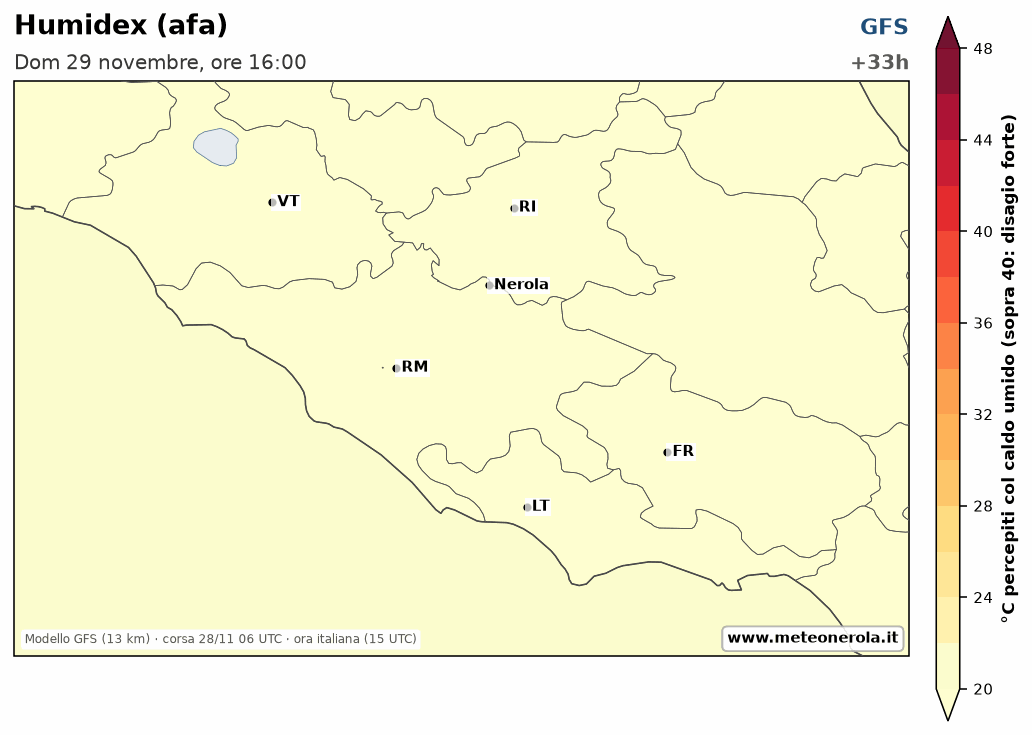 Humidex (afa)
GFS
Dom 29 novembre, ore 16:00
+33h
VT
RI
Nerola
RM
FR
LT
Modello GFS (13 km) · corsa 28/11 06 UTC · ora italiana (15 UTC)
www.meteonerola.it
48
44
40
36
32
28
24
20
°C percepiti col caldo umido (sopra 40: disagio forte)